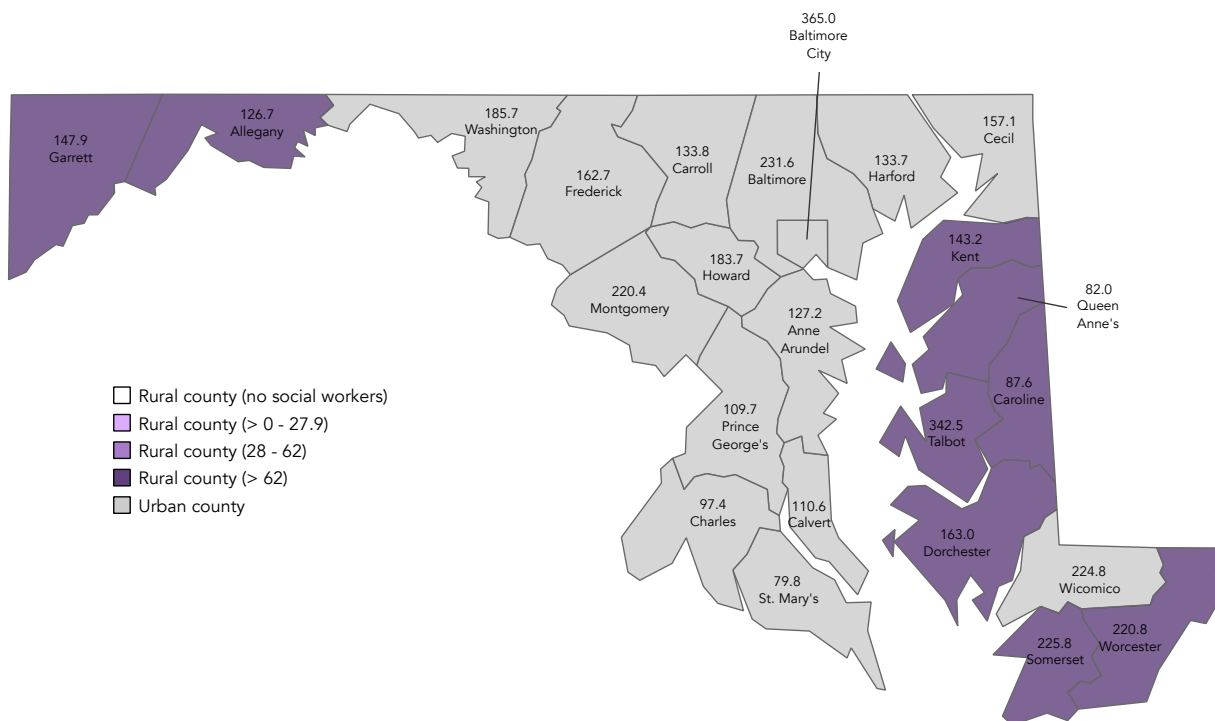 365.0
Baltimore
City
147.9
Garrett
126.7
Allegany
185.7
Washington
162.7
Frederick
133.8
Carroll
231.6
Baltimore
133.7
Harford
157.1
Cecil
143.2
Kent
82.0
Queen
Anne's
183.7
Howard
220.4
Montgomery
127.2
Anne
Arundel
87.6
Caroline
342.5
Talbot
109.7
Prince
George's
97.4
Charles
110.6
Calvert
163.0
Dorchester
79.8
St. Mary's
224.8
Wicomico
225.8
Somerset
220.8
Worcester
Rural county (no social workers)
Rural county (> 0 - 27.9)
Rural county (28 - 62)
Rural county (> 62)
Urban county